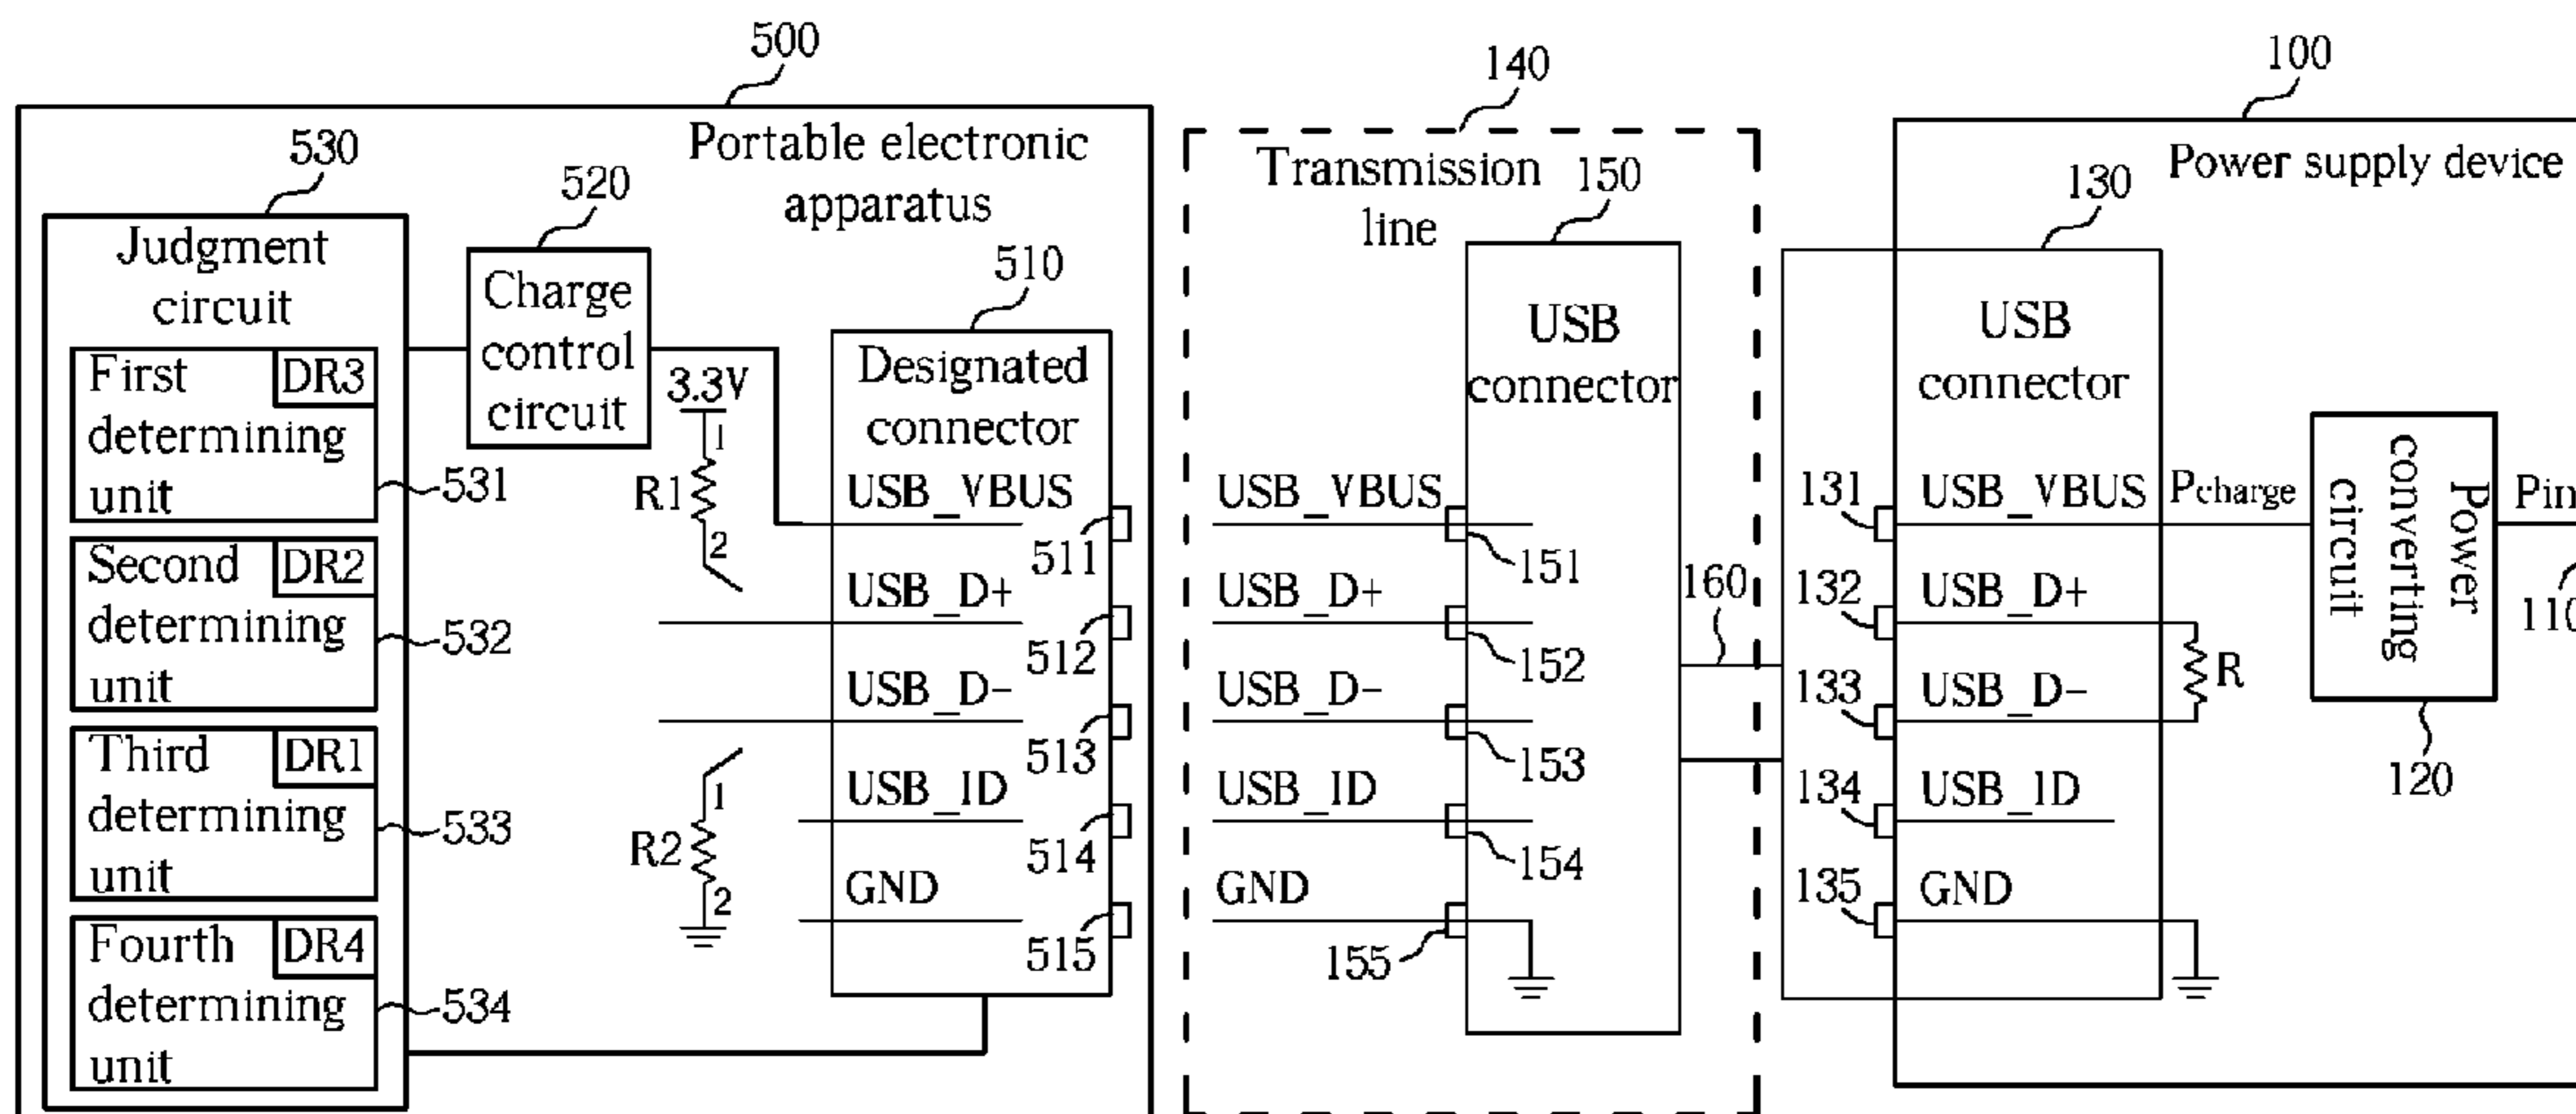 500
Portable electronic
apparatus
530
Judgment
circuit
First
determining
unit
DR3
531
Second
determining
unit
DR2
532
Third
determining
unit
DR1
533
Fourth
determining
unit
DR4
534
520
Charge
control
circuit
3.3V
1
R1
2
1
R2
2
510
Designated
connector
USB_VBUS
511
USB_D+
512
USB_D-
513
USB_ID
514
GND
515
140
Transmission
line
150
USB
connector
USB_VBUS
151
USB_D+
152
USB_D-
153
USB_ID
154
GND
155
160
100
Power supply device
130
USB
connector
131
USB_VBUS
132
USB_D+
133
USB_D-
134
USB_ID
135
GND
Pcharge
R
Power
converting
circuit
120
Pin
110